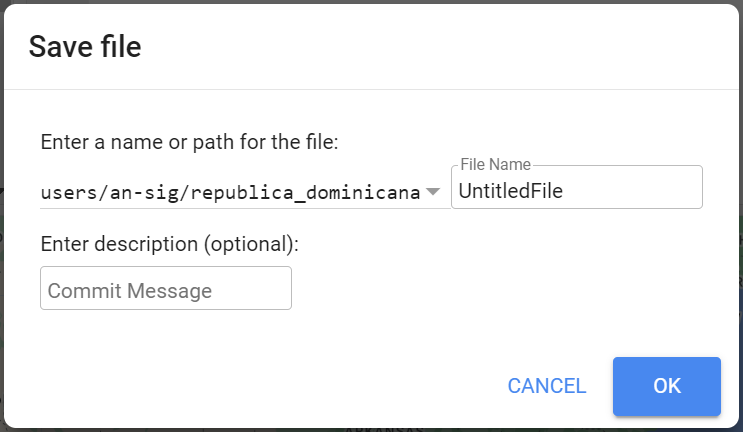 Save file
Enter a name or path for the file:
File Name
users/an-sig/republica_dominicana UntitledFile
Enter description (optional):
Commit Message
CANCEL OK